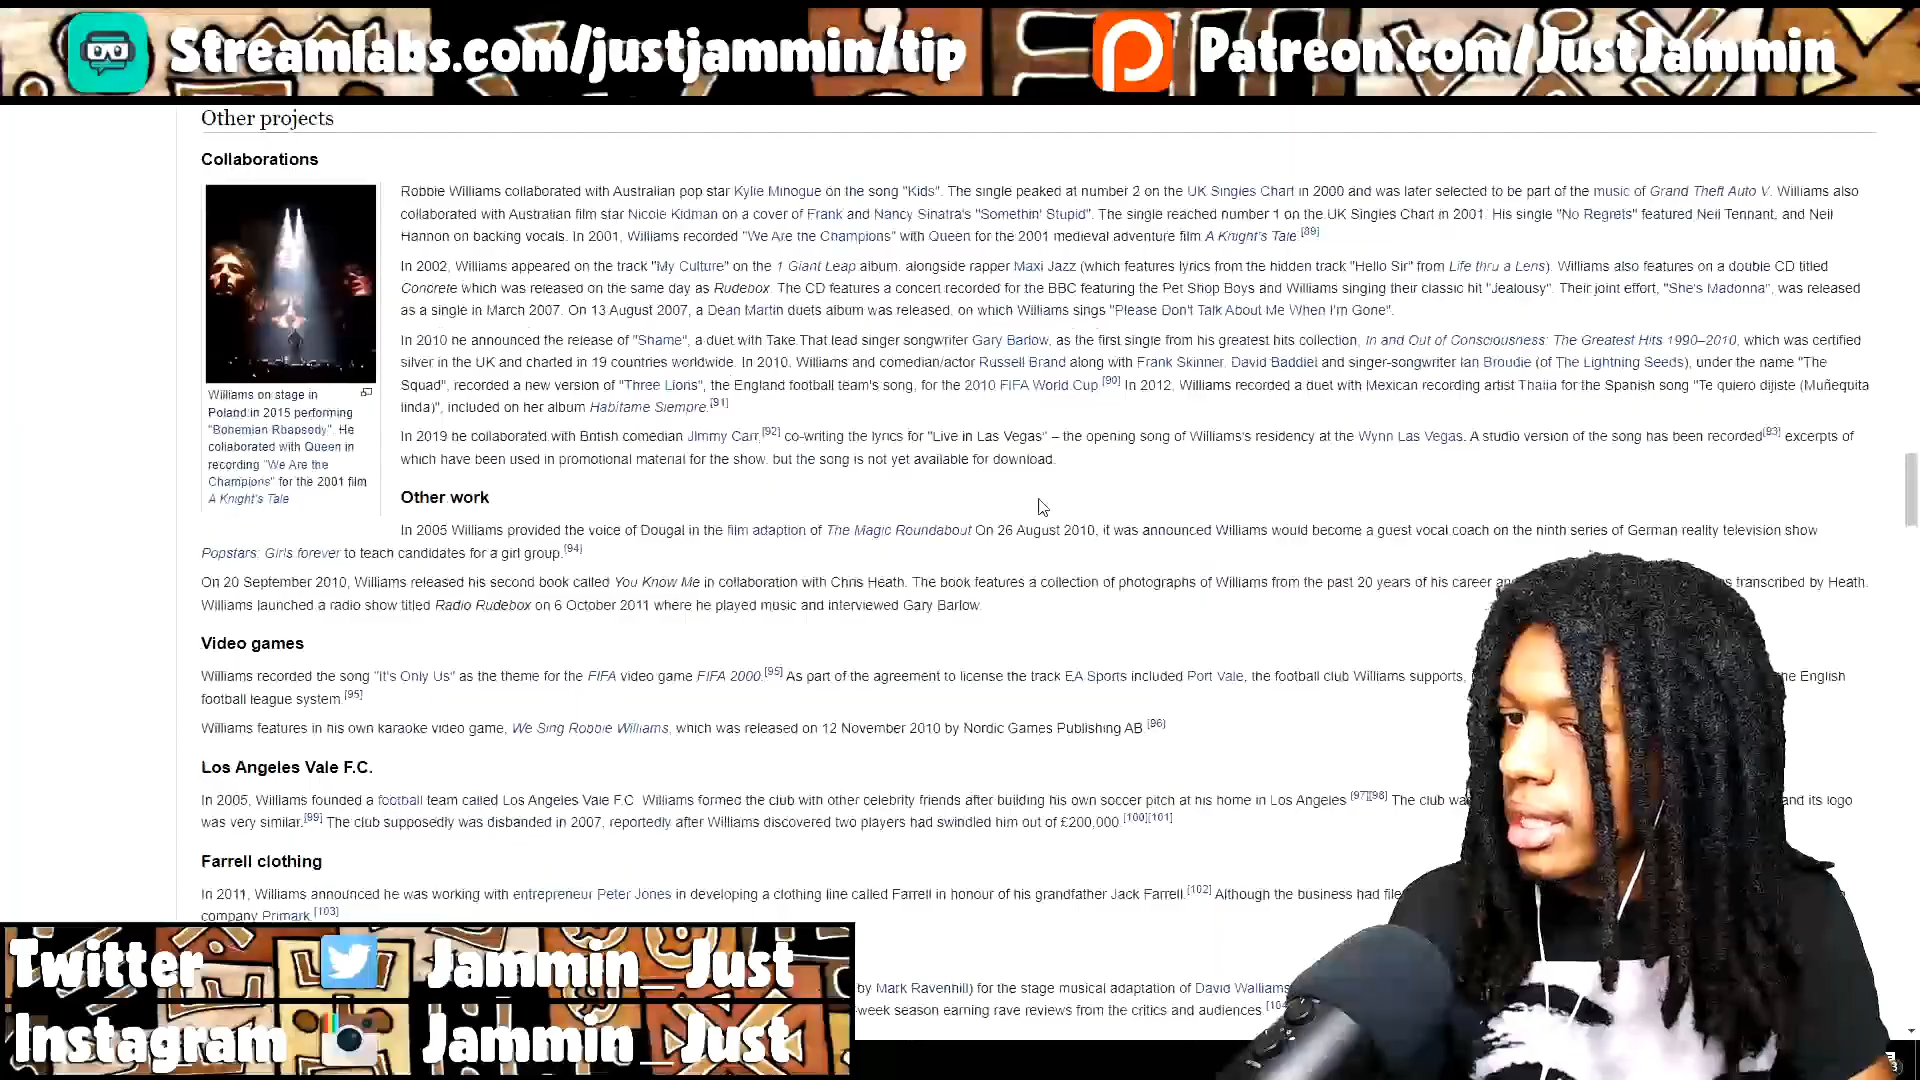 Streamlabs.com/justjammin/tip
Patreon.com/JustJammin
Other projects
Collaborations
Robbie Williams collaborated with Australian pop star Kylie Minogue on the song "Kids". The single peaked at number 2 on the UK Singles Chart in 2000 and was later selected to be part of the music of Grand Theft Auto V. Williams also
collaborated with Australian film star Nicole Kidman on a cover of Frank and Nancy Sinatra's "Somethin' Stupid". The single reached number 1 on the UK Singles Chart in 2001. His single "No Regrets" featured Neil Tennant, and Neil
Hannon on backing vocals. In 2001, Williams recorded "We Are the Champions" with Queen for the 2001 medieval adventure film A Knight's Tale.[89]
In 2002, Williams appeared on the track "My Culture" on the 1 Giant Leap album, alongside rapper Maxi Jazz (which features lyrics from the hidden track "Hello Sir" from Life thru a Lens). Williams also features on a double CD titled
Concrete which was released on the same day as Rudebox. The CD features a concert recorded for the BBC featuring the Pet Shop Boys and Williams singing their classic hit "Jealousy". Their joint effort, "She's Madonna", was released
as a single in March 2007. On 13 August 2007, a Dean Martin duets album was released, on which Williams sings "Please Don't Talk About Me When I'm Gone".
In 2010 he announced the release of "Shame", a duet with Take That lead singer songwriter Gary Barlow, as the first single from his greatest hits collection, In and Out of Consciousness: The Greatest Hits 1990–2010, which was certified
silver in the UK and charted in 19 countries worldwide. In 2010, Williams and comedian/actor Russell Brand along with Frank Skinner, David Baddiel and singer-songwriter Ian Broudie (of The Lightning Seeds), under the name "The
Squad", recorded a new version of "Three Lions", the England football team's song, for the 2010 FIFA World Cup.[90] In 2012, Williams recorded a duet with Mexican recording artist Thalía for the Spanish song "Te quiero dijiste (Muñequita
linda)", included on her album Habítame Siempre.[91]
In 2019 he collaborated with British comedian Jimmy Carr,[92] co-writing the lyrics for "Live in Las Vegas" – the opening song of Williams's residency at the Wynn Las Vegas. A studio version of the song has been recorded[93] excerpts of
which have been used in promotional material for the show, but the song is not yet available for download.
Williams on stage in
Poland in 2015 performing
"Bohemian Rhapsody". He
collaborated with Queen in
recording "We Are the
Champions" for the 2001 film
A Knight's Tale
Other work
In 2005 Williams provided the voice of Dougal in the film adaption of The Magic Roundabout On 26 August 2010, it was announced Williams would become a guest vocal coach on the ninth series of German reality television show
Popstars: Girls forever to teach candidates for a girl group.[94]
On 20 September 2010, Williams released his second book called You Know Me in collaboration with Chris Heath. The book features a collection of photographs of Williams from the past 20 years of his career transcribed by Heath.
Williams launched a radio show titled Radio Rudebox on 6 October 2011 where he played music and interviewed Gary Barlow.
Video games
Williams recorded the song "It's Only Us" as the theme for the FIFA video game FIFA 2000.[95] As part of the agreement to license the track EA Sports included Port Vale, the football club Williams supports, English
football league system.[95]
Williams features in his own karaoke video game, We Sing Robbie Williams, which was released on 12 November 2010 by Nordic Games Publishing AB.[96]
Los Angeles Vale F.C.
In 2005, Williams founded a football team called Los Angeles Vale F.C. Williams formed the club with other celebrity friends after building his own soccer pitch at his home in Los Angeles.[97][98] The club and its logo
was very similar.[99] The club supposedly was disbanded in 2007, reportedly after Williams discovered two players had swindled him out of £200,000.[100][101]
Farrell clothing
In 2011, Williams announced he was working with entrepreneur Peter Jones in developing a clothing line called Farrell in honour of his grandfather Jack Farrell.[102] Although the business had
company Primark.[103]
by Mark Ravenhill) for the stage musical adaptation of David Walliams
week season earning rave reviews from the critics and audiences.
Twitter Jammin_Just
Instagram Jammin_Just